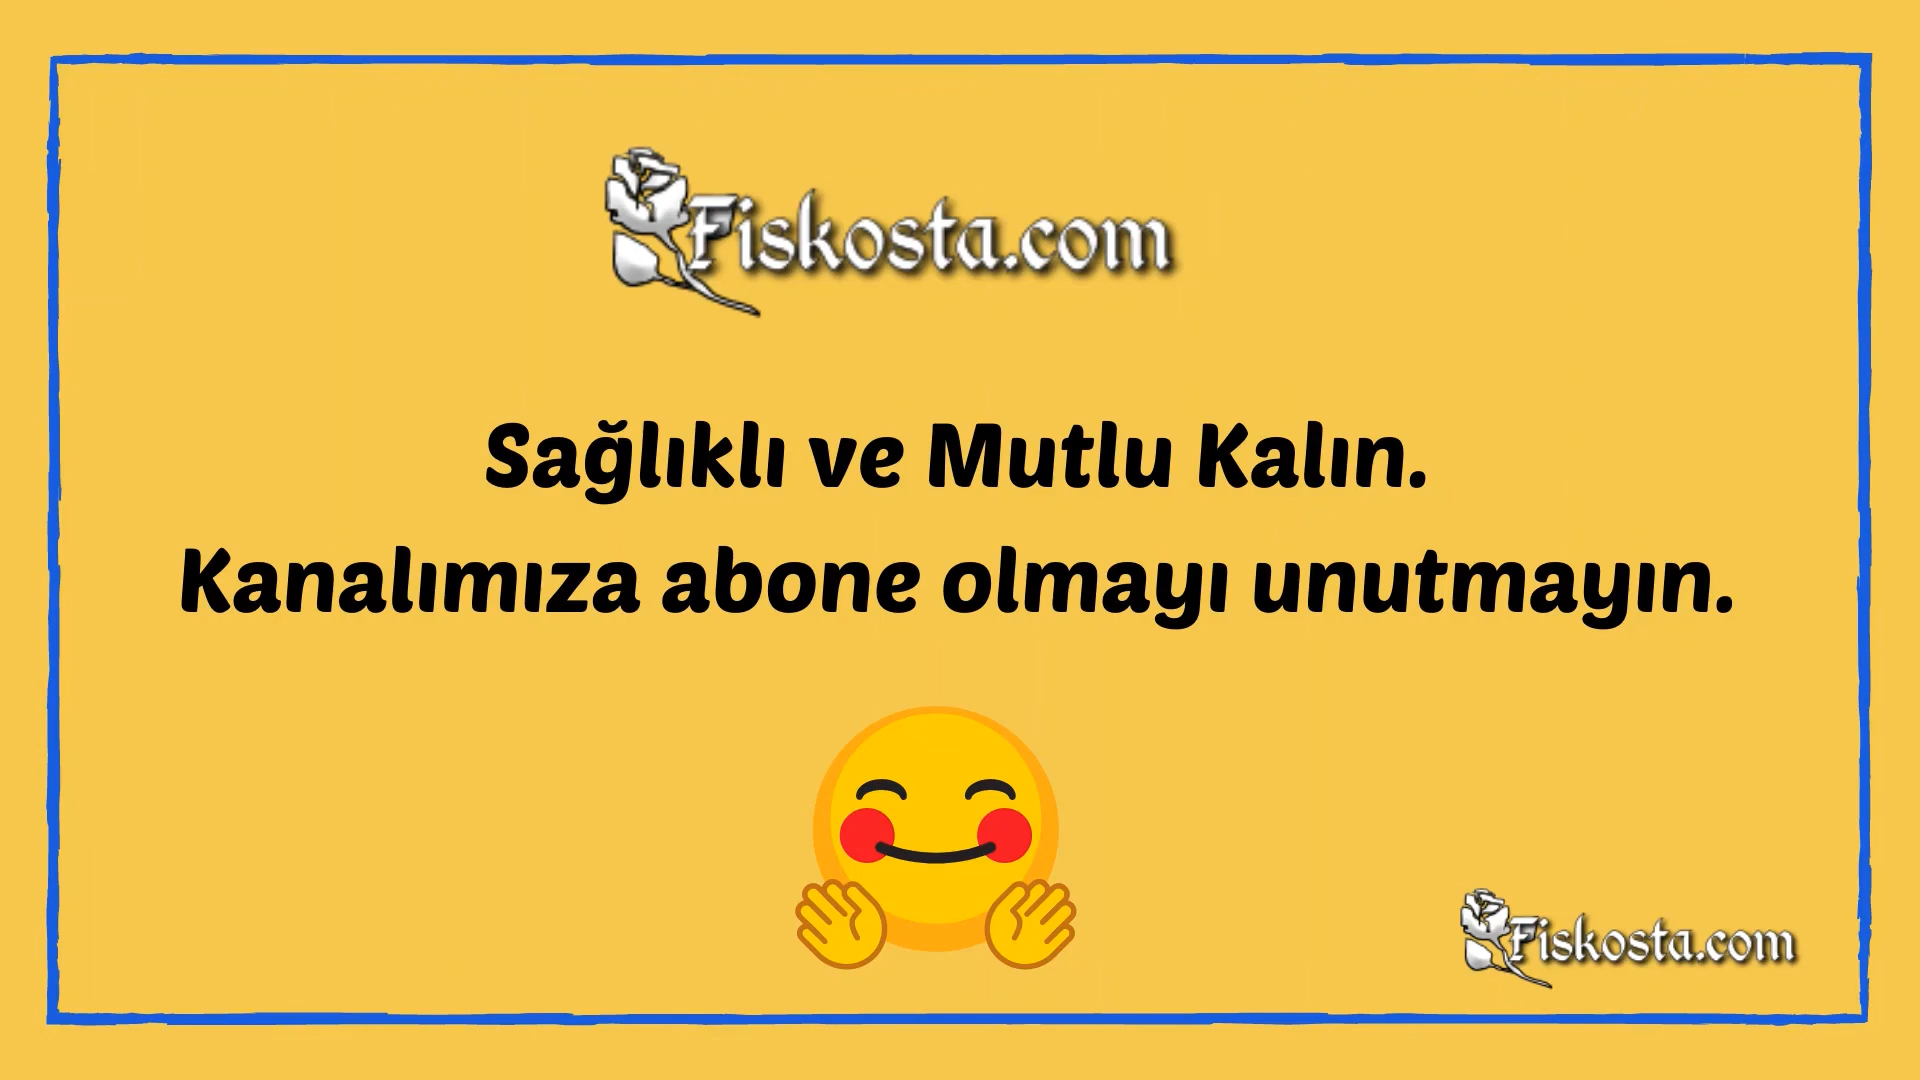 Fiskosta.com
Sağlıklı ve Mutlu Kalın.
Kanalımıza abone olmayı unutmayın.
Fiskosta.com